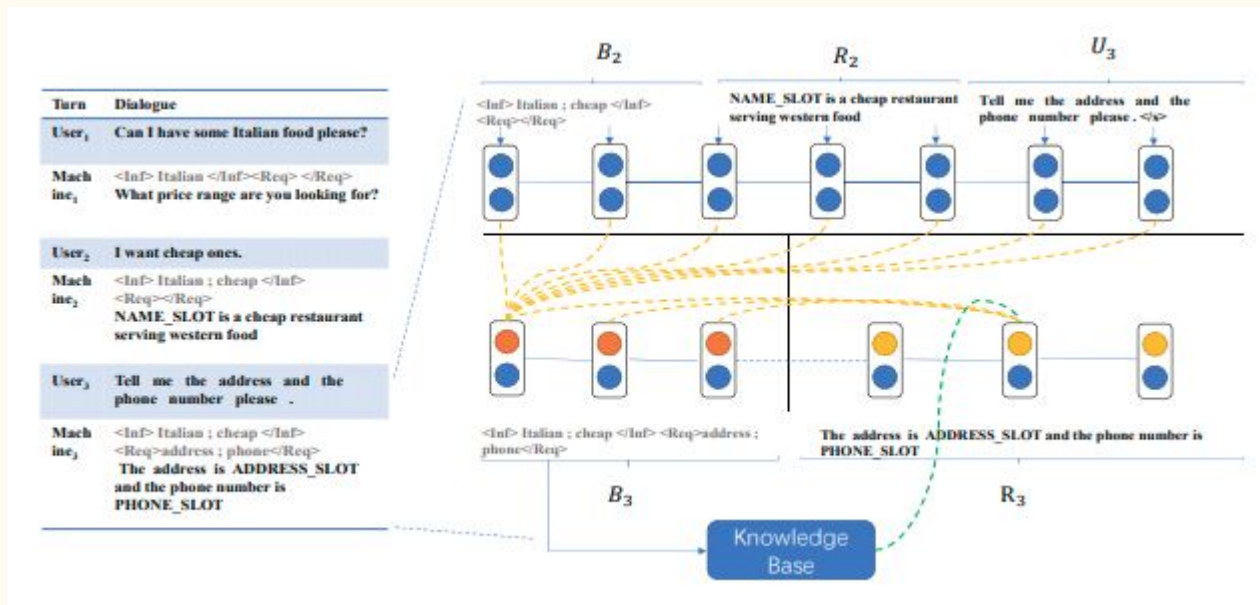 Turn Dialogue
User1 Can I have some Italian food please?
Mach <Inf> Italian </Inf><Req> </Req>
ine1 What price range are you looking for?
User2 I want cheap ones.
Mach <Inf> Italian ; cheap </Inf>
ine2 <Req></Req>
NAME_SLOT is a cheap restaurant
serving western food
User3 Tell me the address and the
phone number please .
Mach <Inf> Italian ; cheap </Inf>
ine3 <Req>address ; phone</Req>
The address is ADDRESS_SLOT
and the phone number is
PHONE_SLOT
B2
R2
U3
<Inf> Italian ; cheap </Inf>
<Req></Req>
NAME_SLOT is a cheap restaurant
serving western food
Tell me the address and the
phone number please . </s>
<Inf> Italian ; cheap </Inf> <Req>address ;
phone</Req>
The address is ADDRESS_SLOT and the phone number is
PHONE_SLOT
B3
R3
Knowledge
Base